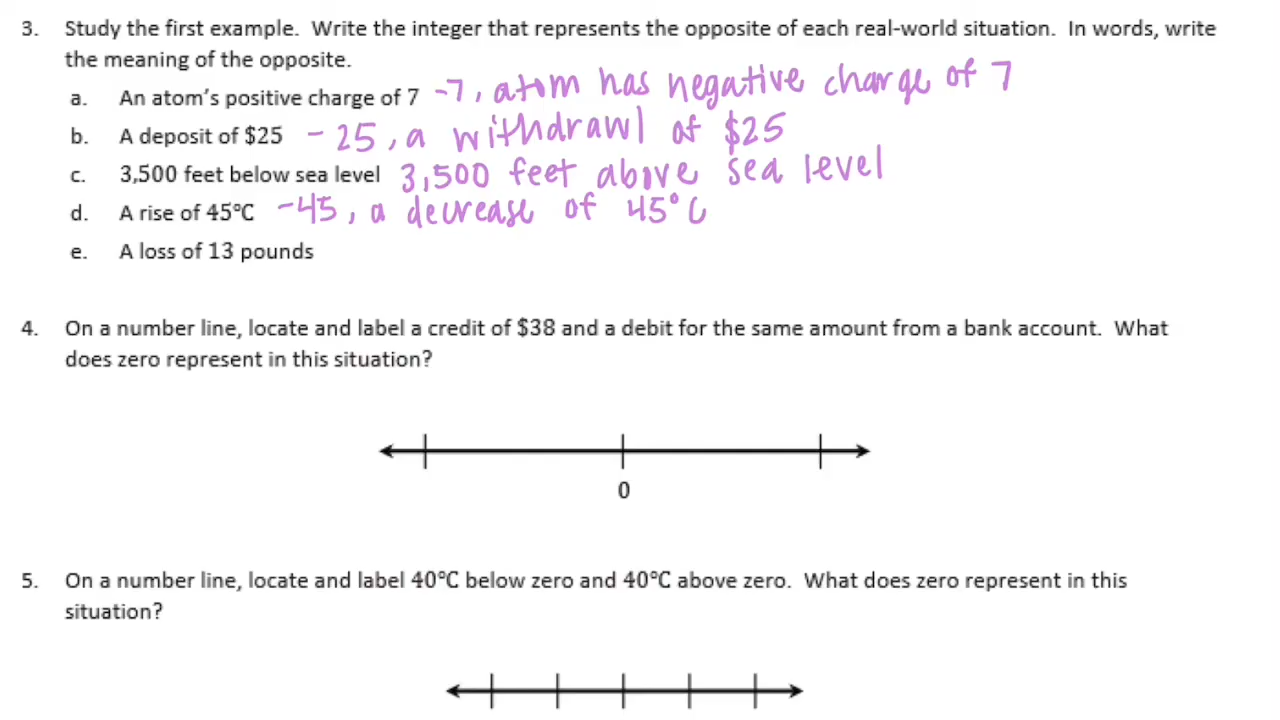 3. Study the first example. Write the integer that represents the opposite of each real-world situation. In words, write
the meaning of the opposite.
a. An atom's positive charge of 7 -7, atom has negative charge of 7
b. A deposit of $25 -25, a withdrawl of $25
c. 3,500 feet below sea level 3,500 feet above sea level
d. A rise of 45°C -45, a decrease of 45°C
e. A loss of 13 pounds
4. On a number line, locate and label a credit of $38 and a debit for the same amount from a bank account. What
does zero represent in this situation?
0
5. On a number line, locate and label 40°C below zero and 40°C above zero. What does zero represent in this
situation?